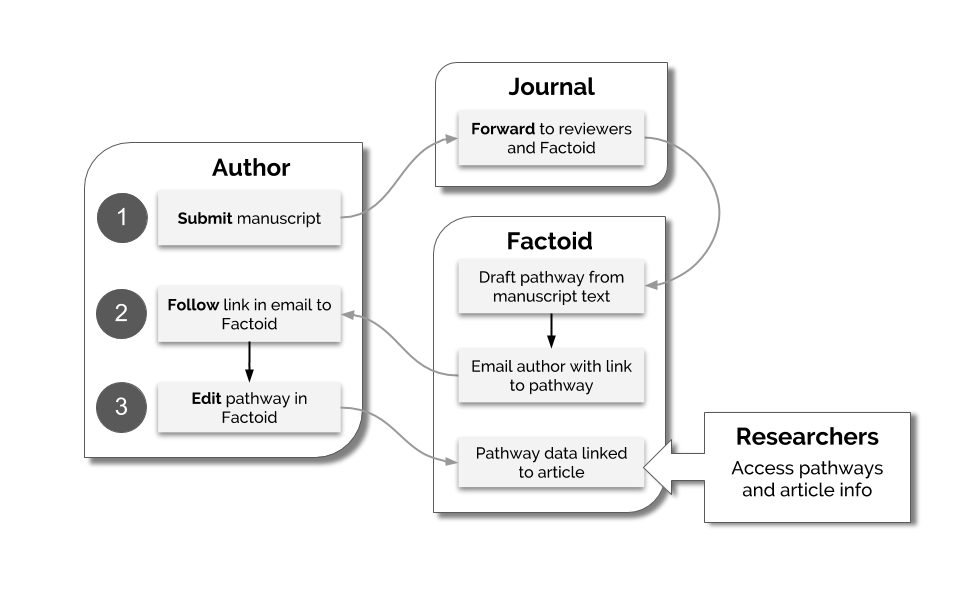 Journal
Forward to reviewers
and Factoid
Author
1
Submit manuscript
2
Follow link in email to
Factoid
3
Edit pathway in
Factoid
Factoid
Draft pathway from
manuscript text
Email author with link
to pathway
Pathway data linked
to article
Researchers
Access pathways
and article info